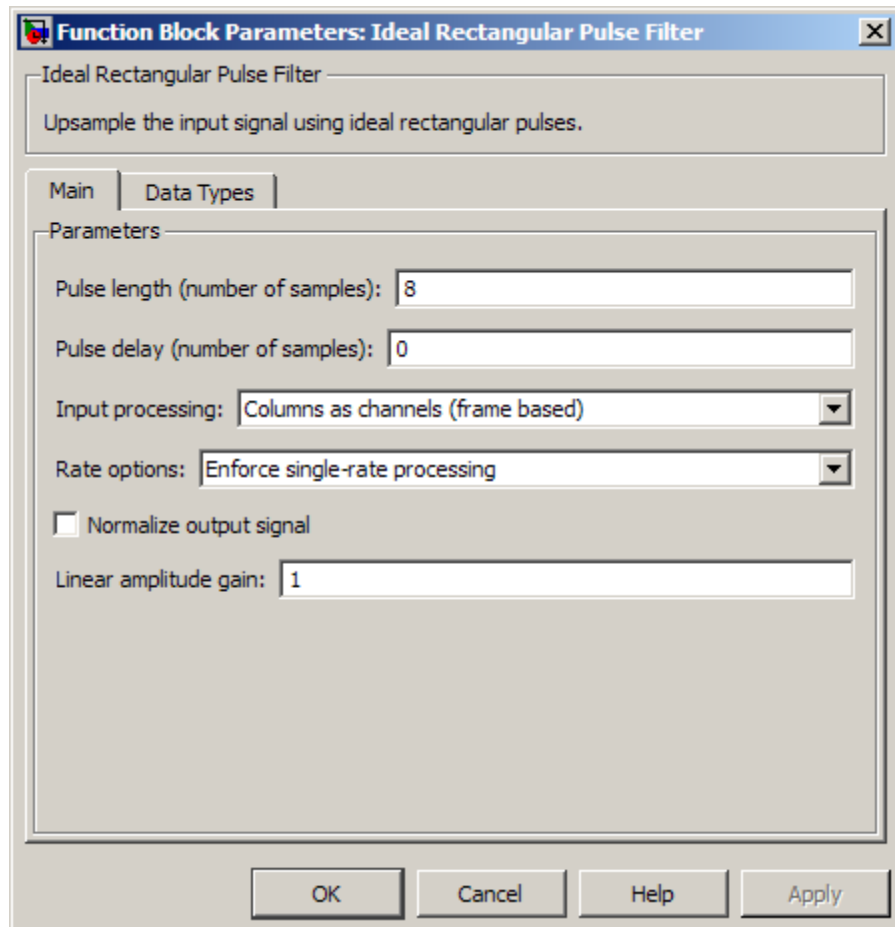 Function Block Parameters: Ideal Rectangular Pulse Filter
Ideal Rectangular Pulse Filter
Upsample the input signal using ideal rectangular pulses.
Main Data Types
Parameters
Pulse length (number of samples): 8
Pulse delay (number of samples): 0
Input processing: Columns as channels (frame based)
Rate options: Enforce single-rate processing
Normalize output signal
Linear amplitude gain: 1
OK Cancel Help Apply